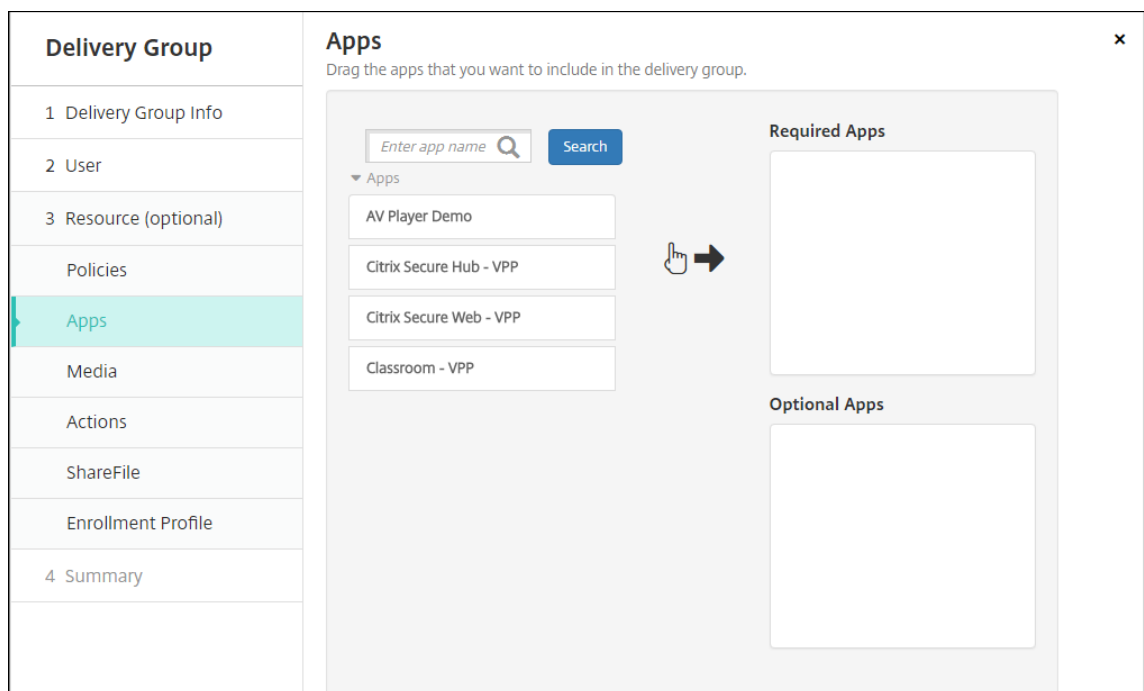 Delivery Group
1 Delivery Group Info
2 User
3 Resource (optional)
Policies
Apps
Media
Actions
ShareFile
Enrollment Profile
4 Summary
Apps
Drag the apps that you want to include in the delivery group.
Enter app name
Search
Apps
AV Player Demo
Citrix Secure Hub - VPP
Citrix Secure Web - VPP
Classroom - VPP
Required Apps
Optional Apps